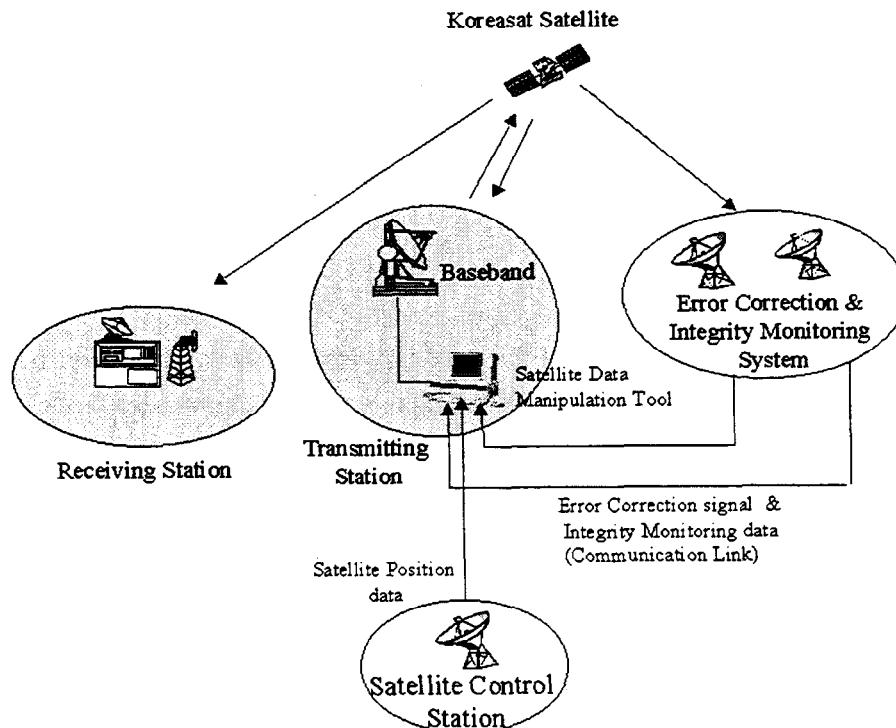 Koreasat Satellite
Baseband
Error Correction &
Integrity Monitoring
System
Satellite Data
Manipulation Tool
Receiving Station
Transmitting
Station
Error Correction signal &
Integrity Monitoring data
(Communication Link)
Satellite Position
data
Satellite Control
Station